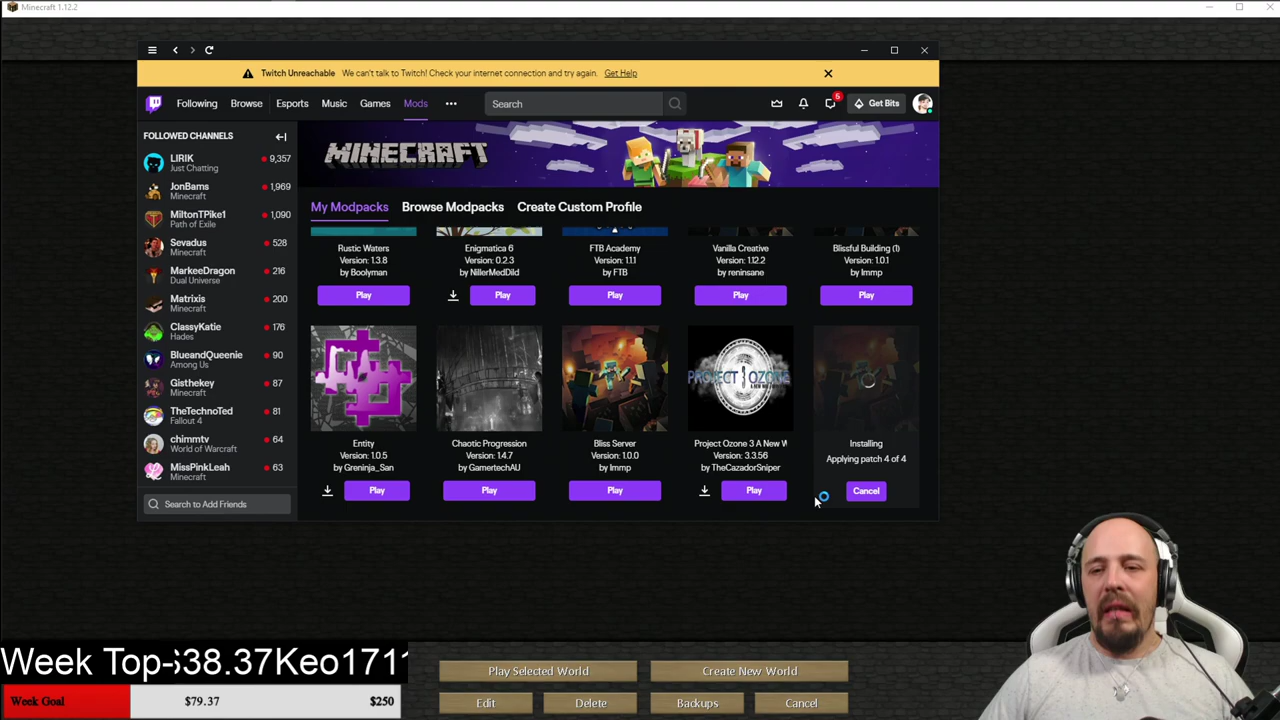 Minecraft 1.12.2
Twitch Unreachable We can't talk to Twitch! Check your internet connection and try again. Get Help
Following Browse Esports Music Games Mods Search 5 Get Bits
FOLLOWED CHANNELS
LIRIK 9,357
Just Chatting
JonBams 1,969
Minecraft
MiltonTPike1 1,090
Path of Exile
Sevadus 528
Minecraft
MarkeeDragon 216
Dual Universe
Matrixis 200
Minecraft
ClassyKatie 176
Hades
BlueandQueenie 90
Among Us
Gisthekey 87
Minecraft
TheTechnoTed 81
Fallout 4
chimmtv 64
World of Warcraft
MissPinkLeah 63
Minecraft
Search to Add Friends
MINECRAFT
My Modpacks Browse Modpacks Create Custom Profile
Rustic Waters
Version: 1.3.8
by Boolyman
Play
Enigmatica 6
Version: 0.2.3
by NillerMedDild
Play
FTB Academy
Version: 1.1.1
by FTB
Play
Vanilla Creative
Version: 1.12.2
by reninsane
Play
Blissful Building (1)
Version: 1.0.1
by Immp
Play
Entity
Version: 1.0.5
by Greninja_San
Play
Chaotic Progression
Version: 1.4.7
by GamertechAU
Play
Bliss Server
Version: 1.0.0
by Immp
Play
PROJECT OZONE
Project Ozone 3 A New W
Version: 3.3.56
by TheCazadorSniper
Play
Installing
Applying patch 4 of 4
Cancel
Week Top-$38.37Keo1711
Week Goal $79.37 $250
Play Selected World Create New World
Edit Delete Backups Cancel